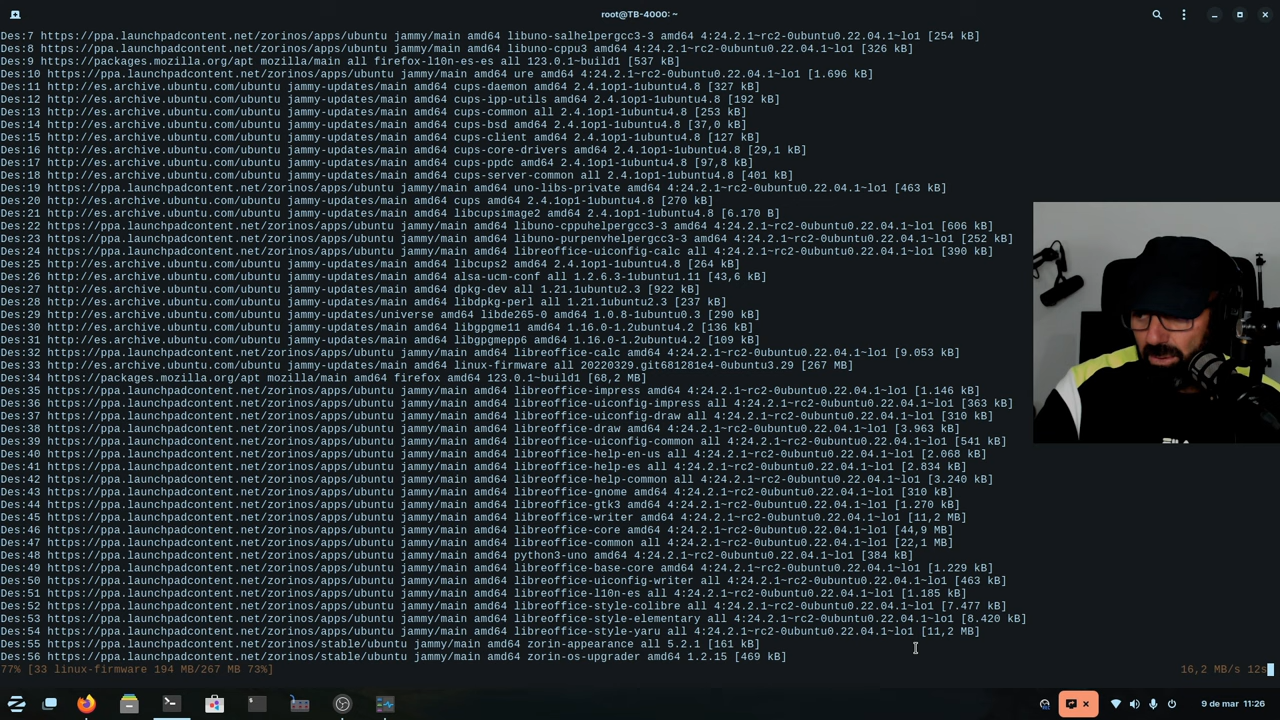 root@TB-4000: ~
Des:7 https://ppa.launchpadcontent.net/zorinos/apps/ubuntu jammy/main amd64 libuno-salhelpergcc3-3 amd64 4:24.2.1~rc2-0ubuntu0.22.04.1~lo1 [254 kB]
Des:8 https://ppa.launchpadcontent.net/zorinos/apps/ubuntu jammy/main amd64 libuno-cppu3 amd64 4:24.2.1~rc2-0ubuntu0.22.04.1~lo1 [326 kB]
Des:9 https://packages.mozilla.org/apt mozilla/main all firefox-l10n-es-es all 123.0.1~build1 [537 kB]
Des:10 https://ppa.launchpadcontent.net/zorinos/apps/ubuntu jammy/main amd64 ure amd64 4:24.2.1~rc2-0ubuntu0.22.04.1~lo1 [1.696 kB]
Des:11 http://es.archive.ubuntu.com/ubuntu jammy-updates/main amd64 cups-daemon amd64 2.4.1op1-1ubuntu4.8 [327 kB]
Des:12 http://es.archive.ubuntu.com/ubuntu jammy-updates/main amd64 cups-ipp-utils amd64 2.4.1op1-1ubuntu4.8 [192 kB]
Des:13 http://es.archive.ubuntu.com/ubuntu jammy-updates/main amd64 cups-common all 2.4.1op1-1ubuntu4.8 [253 kB]
Des:14 http://es.archive.ubuntu.com/ubuntu jammy-updates/main amd64 cups-bsd amd64 2.4.1op1-1ubuntu4.8 [37,0 kB]
Des:15 http://es.archive.ubuntu.com/ubuntu jammy-updates/main amd64 cups-client amd64 2.4.1op1-1ubuntu4.8 [127 kB]
Des:16 http://es.archive.ubuntu.com/ubuntu jammy-updates/main amd64 cups-core-drivers amd64 2.4.1op1-1ubuntu4.8 [29,1 kB]
Des:17 http://es.archive.ubuntu.com/ubuntu jammy-updates/main amd64 cups-ppdc amd64 2.4.1op1-1ubuntu4.8 [97,8 kB]
Des:18 http://es.archive.ubuntu.com/ubuntu jammy-updates/main amd64 cups-server-common all 2.4.1op1-1ubuntu4.8 [401 kB]
Des:19 https://ppa.launchpadcontent.net/zorinos/apps/ubuntu jammy/main amd64 uno-libs-private amd64 4:24.2.1~rc2-0ubuntu0.22.04.1~lo1 [463 kB]
Des:20 http://es.archive.ubuntu.com/ubuntu jammy-updates/main amd64 cups amd64 2.4.1op1-1ubuntu4.8 [270 kB]
Des:21 http://es.archive.ubuntu.com/ubuntu jammy-updates/main amd64 libcupsimage2 amd64 2.4.1op1-1ubuntu4.8 [6.170 B]
Des:22 https://ppa.launchpadcontent.net/zorinos/apps/ubuntu jammy/main amd64 libuno-cppuhelpergcc3-3 amd64 4:24.2.1~rc2-0ubuntu0.22.04.1~lo1 [606 kB]
Des:23 https://ppa.launchpadcontent.net/zorinos/apps/ubuntu jammy/main amd64 libuno-purpenvhelpergcc3-3 amd64 4:24.2.1~rc2-0ubuntu0.22.04.1~lo1 [252 kB]
Des:24 https://ppa.launchpadcontent.net/zorinos/apps/ubuntu jammy/main amd64 libreoffice-uiconfig-calc all 4:24.2.1~rc2-0ubuntu0.22.04.1~lo1 [390 kB]
Des:25 http://es.archive.ubuntu.com/ubuntu jammy-updates/main amd64 libcups2 amd64 2.4.1op1-1ubuntu4.8 [264 kB]
Des:26 http://es.archive.ubuntu.com/ubuntu jammy-updates/main amd64 alsa-ucm-conf all 1.2.6.3-1ubuntu1.11 [43,6 kB]
Des:27 http://es.archive.ubuntu.com/ubuntu jammy-updates/main amd64 dpkg-dev all 1.21.1ubuntu2.3 [922 kB]
Des:28 http://es.archive.ubuntu.com/ubuntu jammy-updates/main amd64 libdpkg-perl all 1.21.1ubuntu2.3 [237 kB]
Des:29 http://es.archive.ubuntu.com/ubuntu jammy-updates/universe amd64 libde265-0 amd64 1.0.8-1ubuntu0.3 [290 kB]
Des:30 http://es.archive.ubuntu.com/ubuntu jammy-updates/main amd64 libgpgme11 amd64 1.16.0-1.2ubuntu4.2 [136 kB]
Des:31 http://es.archive.ubuntu.com/ubuntu jammy-updates/main amd64 libgpgmepp6 amd64 1.16.0-1.2ubuntu4.2 [109 kB]
Des:32 https://ppa.launchpadcontent.net/zorinos/apps/ubuntu jammy/main amd64 libreoffice-calc amd64 4:24.2.1~rc2-0ubuntu0.22.04.1~lo1 [9.053 kB]
Des:33 http://es.archive.ubuntu.com/ubuntu jammy-updates/main amd64 linux-firmware all 20220329.git681281e4-0ubuntu3.29 [267 MB]
Des:34 https://packages.mozilla.org/apt mozilla/main amd64 firefox amd64 123.0.1~build1 [68,2 MB]
Des:35 https://ppa.launchpadcontent.net/zorinos/apps/ubuntu jammy/main amd64 libreoffice-impress amd64 4:24.2.1~rc2-0ubuntu0.22.04.1~lo1 [1.146 kB]
Des:36 https://ppa.launchpadcontent.net/zorinos/apps/ubuntu jammy/main amd64 libreoffice-uiconfig-impress all 4:24.2.1~rc2-0ubuntu0.22.04.1~lo1 [363 kB]
Des:37 https://ppa.launchpadcontent.net/zorinos/apps/ubuntu jammy/main amd64 libreoffice-uiconfig-draw all 4:24.2.1~rc2-0ubuntu0.22.04.1~lo1 [310 kB]
Des:38 https://ppa.launchpadcontent.net/zorinos/apps/ubuntu jammy/main amd64 libreoffice-draw amd64 4:24.2.1~rc2-0ubuntu0.22.04.1~lo1 [3.963 kB]
Des:39 https://ppa.launchpadcontent.net/zorinos/apps/ubuntu jammy/main amd64 libreoffice-uiconfig-common all 4:24.2.1~rc2-0ubuntu0.22.04.1~lo1 [541 kB]
Des:40 https://ppa.launchpadcontent.net/zorinos/apps/ubuntu jammy/main amd64 libreoffice-help-en-us all 4:24.2.1~rc2-0ubuntu0.22.04.1~lo1 [2.068 kB]
Des:41 https://ppa.launchpadcontent.net/zorinos/apps/ubuntu jammy/main amd64 libreoffice-help-es all 4:24.2.1~rc2-0ubuntu0.22.04.1~lo1 [2.834 kB]
Des:42 https://ppa.launchpadcontent.net/zorinos/apps/ubuntu jammy/main amd64 libreoffice-help-common all 4:24.2.1~rc2-0ubuntu0.22.04.1~lo1 [3.240 kB]
Des:43 https://ppa.launchpadcontent.net/zorinos/apps/ubuntu jammy/main amd64 libreoffice-gnome amd64 4:24.2.1~rc2-0ubuntu0.22.04.1~lo1 [310 kB]
Des:44 https://ppa.launchpadcontent.net/zorinos/apps/ubuntu jammy/main amd64 libreoffice-gtk3 amd64 4:24.2.1~rc2-0ubuntu0.22.04.1~lo1 [1.270 kB]
Des:45 https://ppa.launchpadcontent.net/zorinos/apps/ubuntu jammy/main amd64 libreoffice-writer amd64 4:24.2.1~rc2-0ubuntu0.22.04.1~lo1 [11,2 MB]
Des:46 https://ppa.launchpadcontent.net/zorinos/apps/ubuntu jammy/main amd64 libreoffice-core amd64 4:24.2.1~rc2-0ubuntu0.22.04.1~lo1 [44,9 MB]
Des:47 https://ppa.launchpadcontent.net/zorinos/apps/ubuntu jammy/main amd64 libreoffice-common all 4:24.2.1~rc2-0ubuntu0.22.04.1~lo1 [22,1 MB]
Des:48 https://ppa.launchpadcontent.net/zorinos/apps/ubuntu jammy/main amd64 python3-uno amd64 4:24.2.1~rc2-0ubuntu0.22.04.1~lo1 [384 kB]
Des:49 https://ppa.launchpadcontent.net/zorinos/apps/ubuntu jammy/main amd64 libreoffice-base-core amd64 4:24.2.1~rc2-0ubuntu0.22.04.1~lo1 [1.229 kB]
Des:50 https://ppa.launchpadcontent.net/zorinos/apps/ubuntu jammy/main amd64 libreoffice-uiconfig-writer all 4:24.2.1~rc2-0ubuntu0.22.04.1~lo1 [463 kB]
Des:51 https://ppa.launchpadcontent.net/zorinos/apps/ubuntu jammy/main amd64 libreoffice-l10n-es all 4:24.2.1~rc2-0ubuntu0.22.04.1~lo1 [1.185 kB]
Des:52 https://ppa.launchpadcontent.net/zorinos/apps/ubuntu jammy/main amd64 libreoffice-style-colibre all 4:24.2.1~rc2-0ubuntu0.22.04.1~lo1 [7.477 kB]
Des:53 https://ppa.launchpadcontent.net/zorinos/apps/ubuntu jammy/main amd64 libreoffice-style-elementary all 4:24.2.1~rc2-0ubuntu0.22.04.1~lo1 [8.420 kB]
Des:54 https://ppa.launchpadcontent.net/zorinos/apps/ubuntu jammy/main amd64 libreoffice-style-yaru all 4:24.2.1~rc2-0ubuntu0.22.04.1~lo1 [11,2 MB]
Des:55 https://ppa.launchpadcontent.net/zorinos/stable/ubuntu jammy/main amd64 zorin-appearance all 5.2.1 [161 kB]
Des:56 https://ppa.launchpadcontent.net/zorinos/stable/ubuntu jammy/main amd64 zorin-os-upgrader amd64 1.2.15 [469 kB]
77% [33 linux-firmware 194 MB/267 MB 73%] 16,2 MB/s 12s
9 de mar 11:26